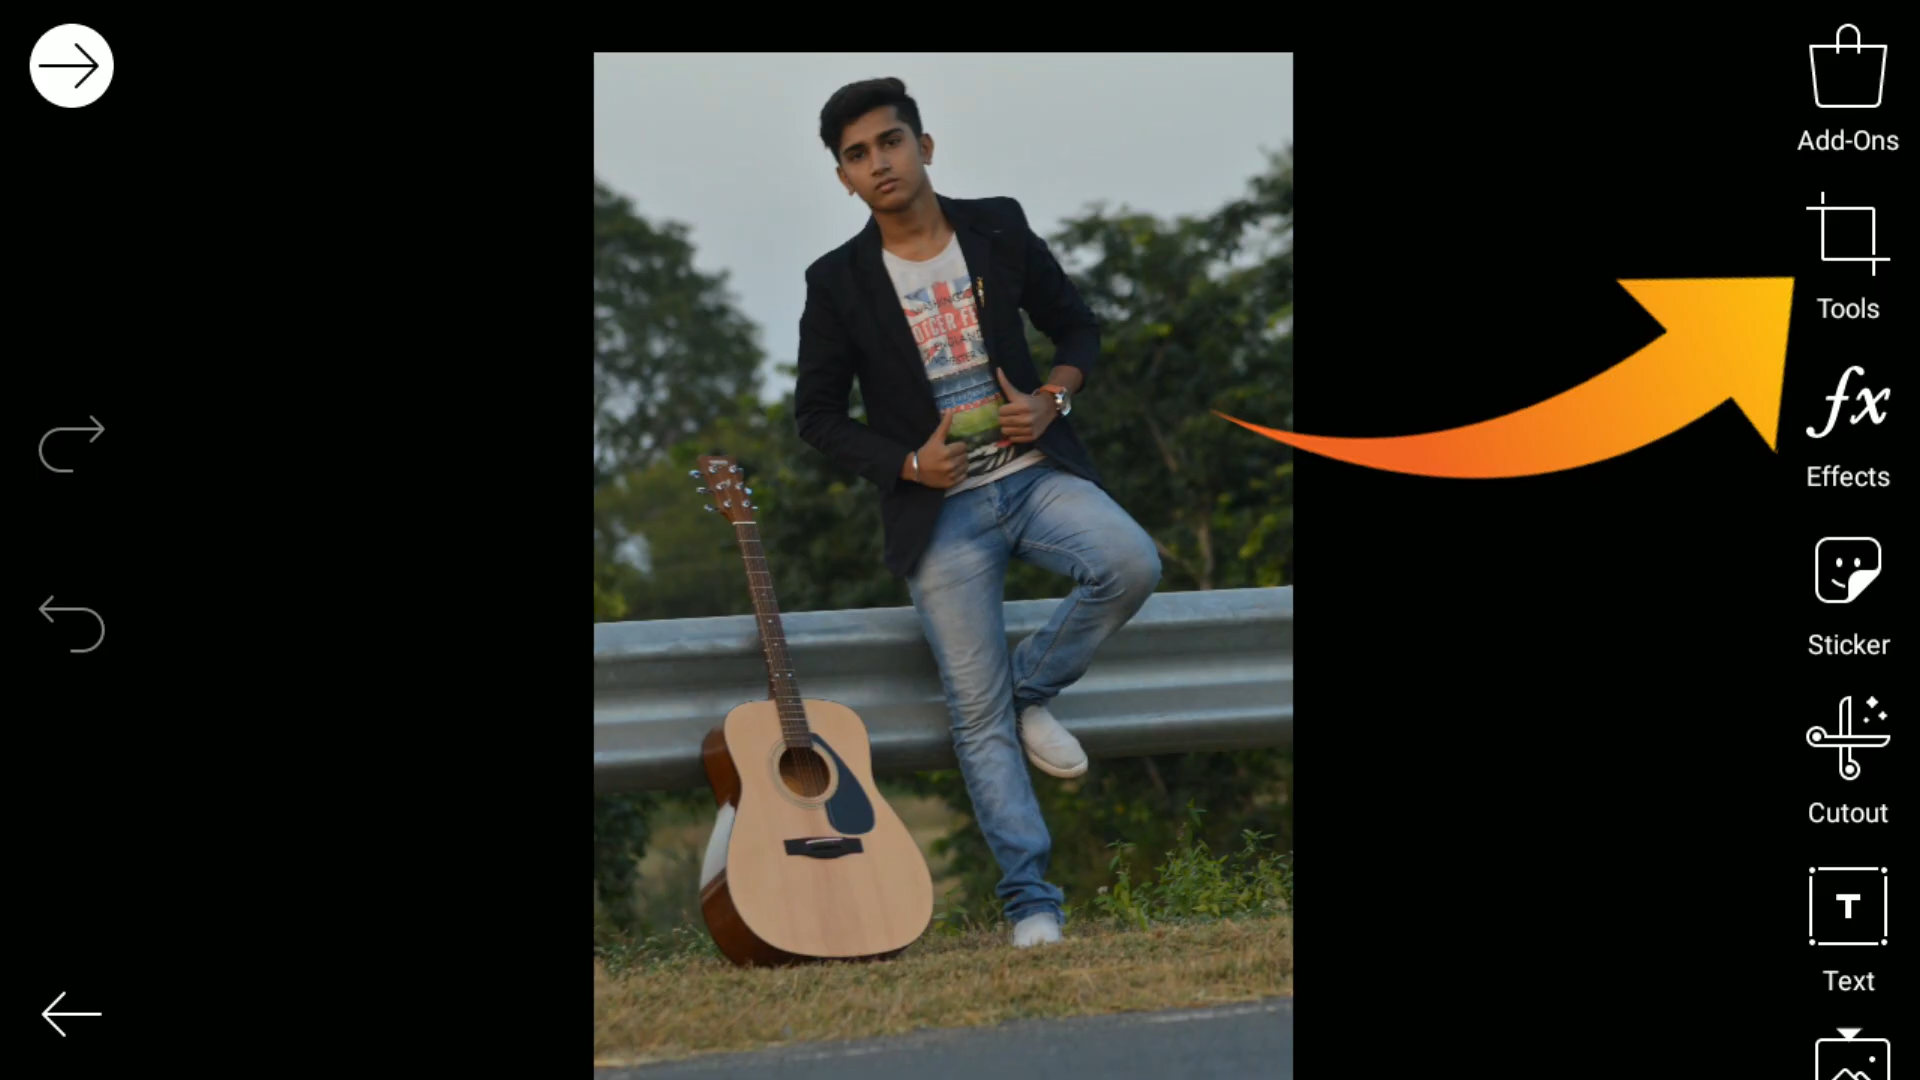 Add-Ons
Tools
fx
Effects
Sticker
Cutout
T
Text